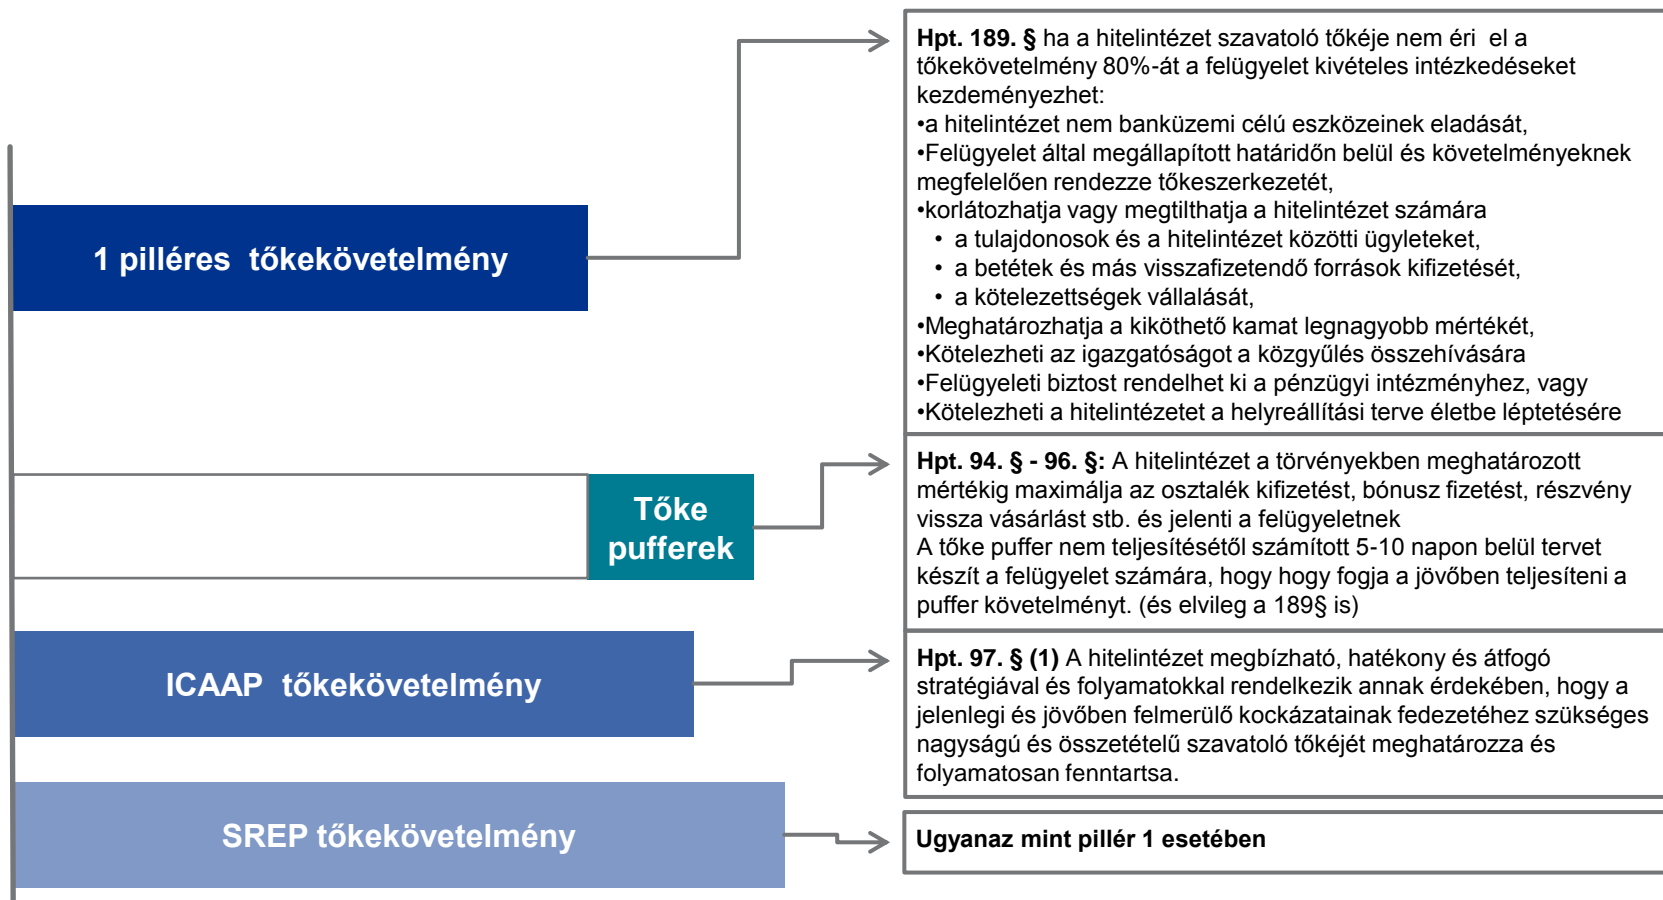 1 pilléres tőkekövetelmény
Hpt. 189. § ha a hitelintézet szavatoló tőkéje nem éri el a
tőkekövetelmény 80%-át a felügyelet kivételes intézkedéseket
kezdeményezhet:
•a hitelintézet nem banküzemi célú eszközeinek eladását,
•Felügyelet által megállapított határidőn belül és követelményeknek
megfelelően rendezze tőkeszerkezetét,
•korlátozhatja vagy megtilthatja a hitelintézet számára
• a tulajdonosok és a hitelintézet közötti ügyleteket,
• a betétek és más visszafizetendő források kifizetését,
• a kötelezettségek vállalását,
•Meghatározhatja a kiköthető kamat legnagyobb mértékét,
•Kötelezheti az igazgatóságot a közgyűlés összehívására
•Felügyeleti biztost rendelhet ki a pénzügyi intézményhez, vagy
•Kötelezheti a hitelintézetet a helyreállítási terve életbe léptetésére
Tőke
pufferek
Hpt. 94. § - 96. §: A hitelintézet a törvényekben meghatározott
mértékig maximálja az osztalék kifizetést, bónusz fizetést, részvény
vissza vásárlást stb. és jelenti a felügyeletnek
A tőke puffer nem teljesítésétől számított 5-10 napon belül tervet
készít a felügyelet számára, hogy hogy fogja a jövőben teljesíteni a
puffer követelményt. (és elvileg a 189§ is)
ICAAP tőkekövetelmény
Hpt. 97. § (1) A hitelintézet megbízható, hatékony és átfogó
stratégiával és folyamatokkal rendelkezik annak érdekében, hogy a
jelenlegi és jövőben felmerülő kockázatainak fedezetéhez szükséges
nagyságú és összetételű szavatoló tőkéjét meghatározza és
folyamatosan fenntartsa.
SREP tőkekövetelmény
Ugyanaz mint pillér 1 esetében